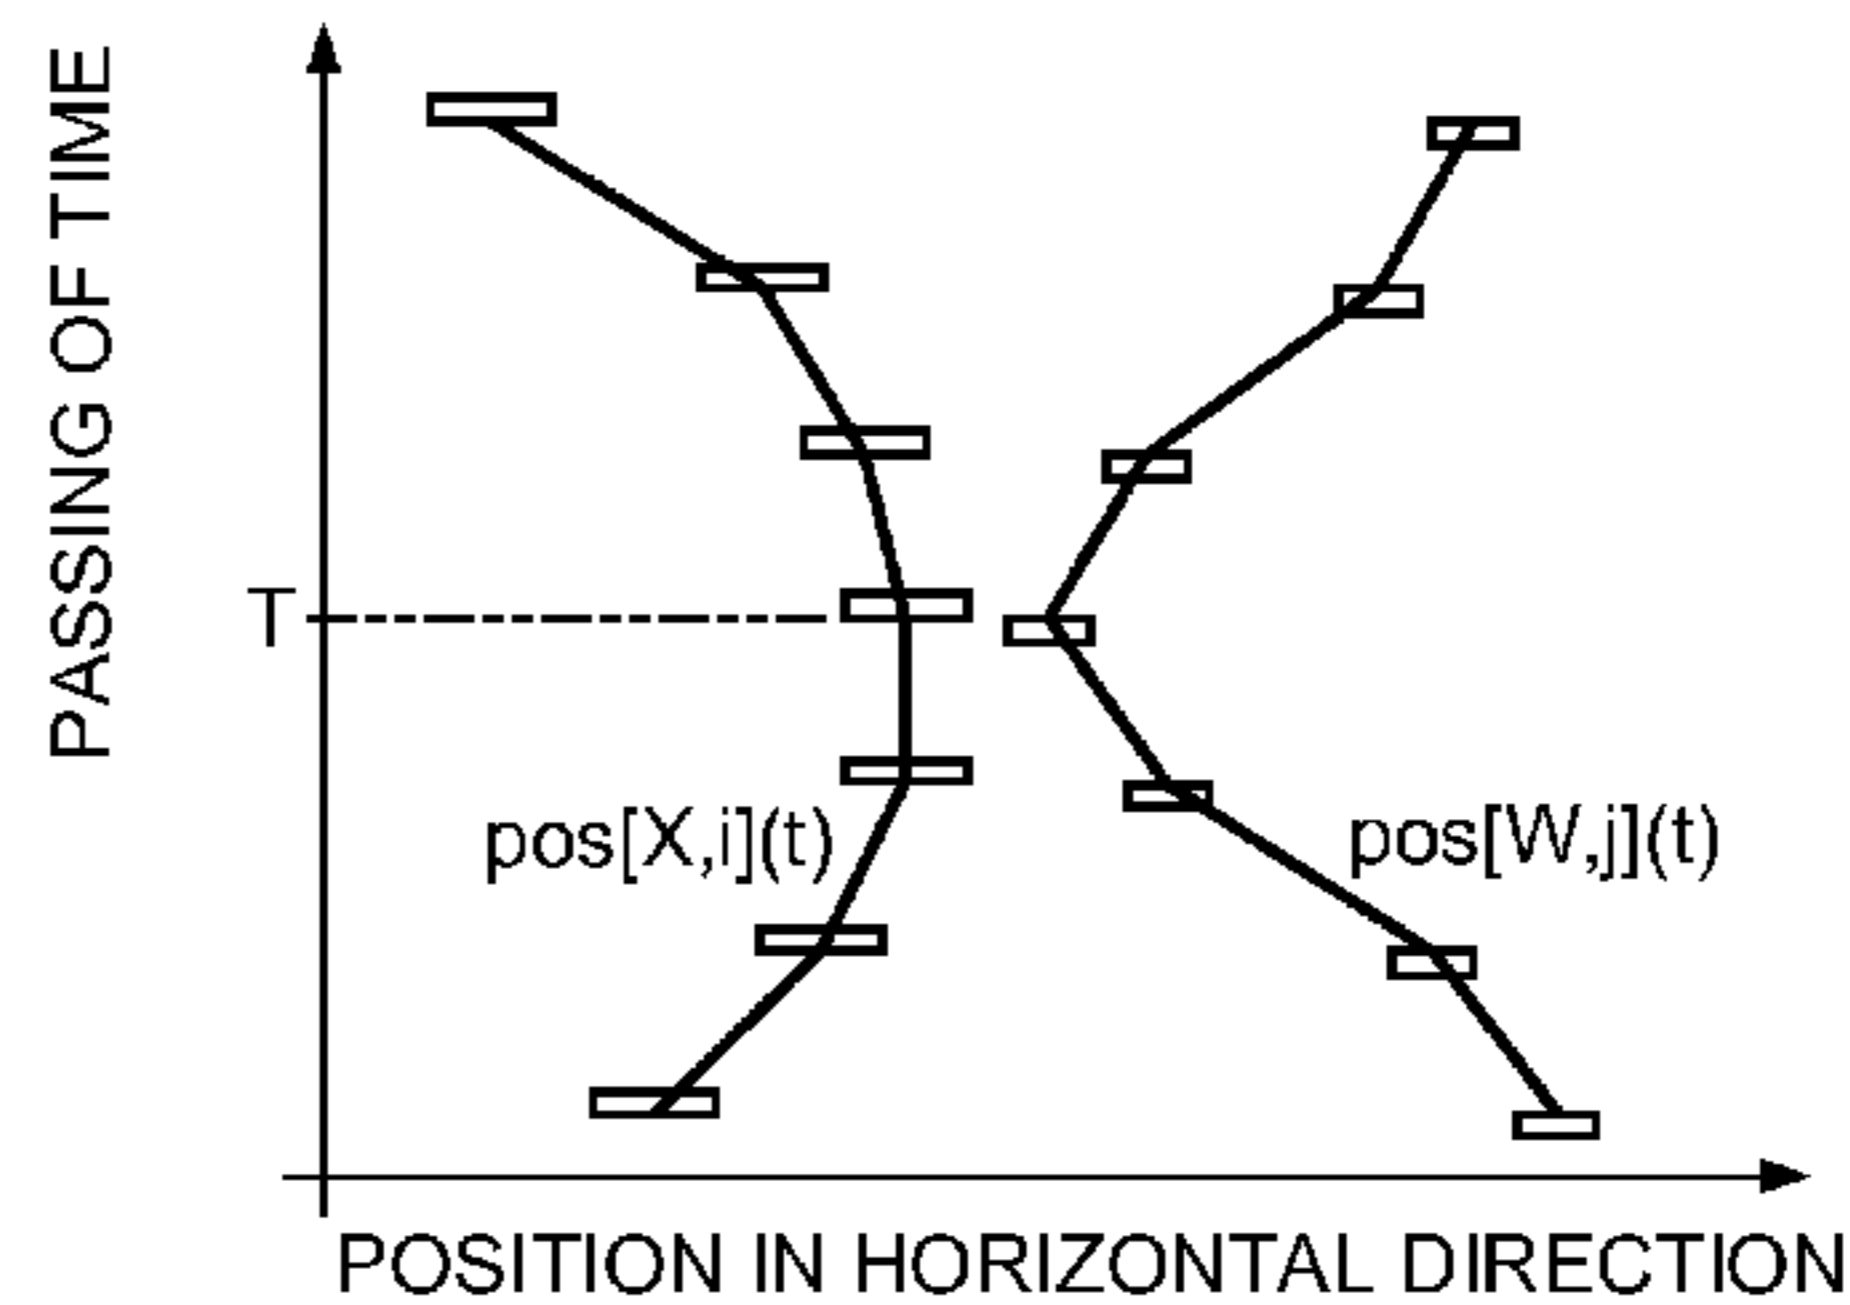 PASSING OF TIME
T
pos[X,i](t)
pos[W,j](t)
POSITION IN HORIZONTAL DIRECTION